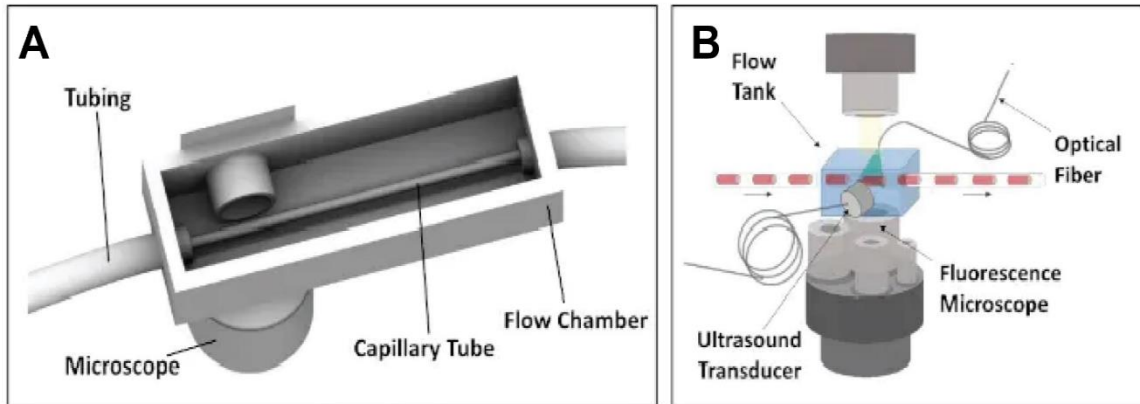 A
Tubing
Microscope
Capillary Tube
Flow Chamber
B
Flow
Tank
Optical
Fiber
Fluorescence
Microscope
Ultrasound
Transducer